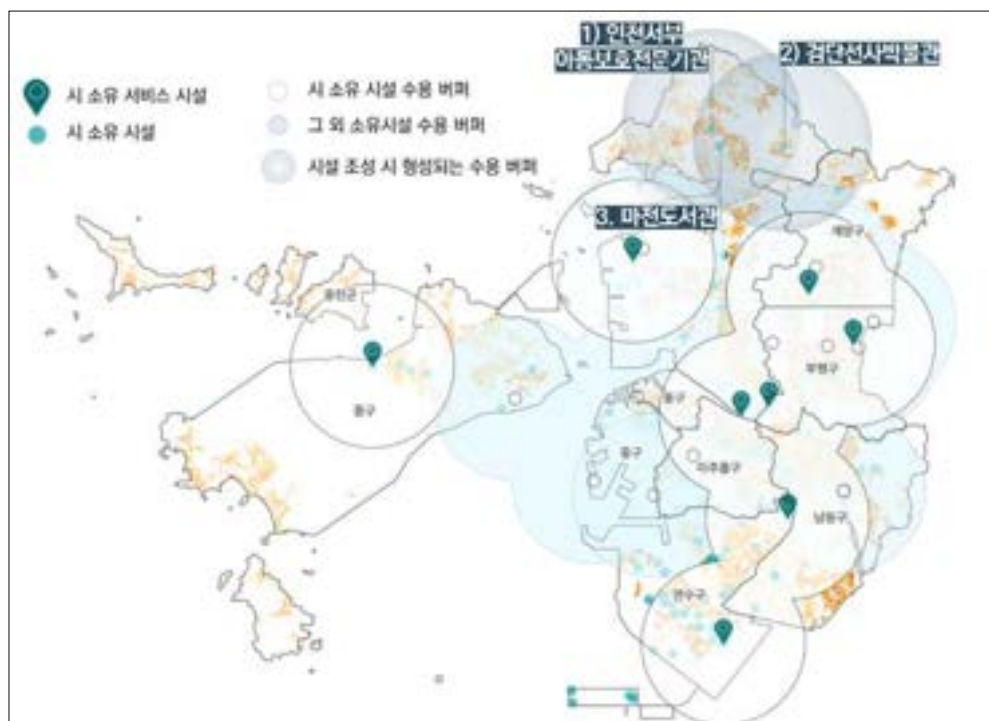 1) 인천서부
아동보호전문기관
2) 검단선사박물관
시 소유 서비스 시설
시 소유 시설
시 소유 시설 수용 버퍼
그 외 소유시설 수용 버퍼
시설 조성 시 형성되는 수용 버퍼
3. 마전도서관
계양구
옹진군
부평구
중구
동구
중구
미추홀구
남동구
연수구